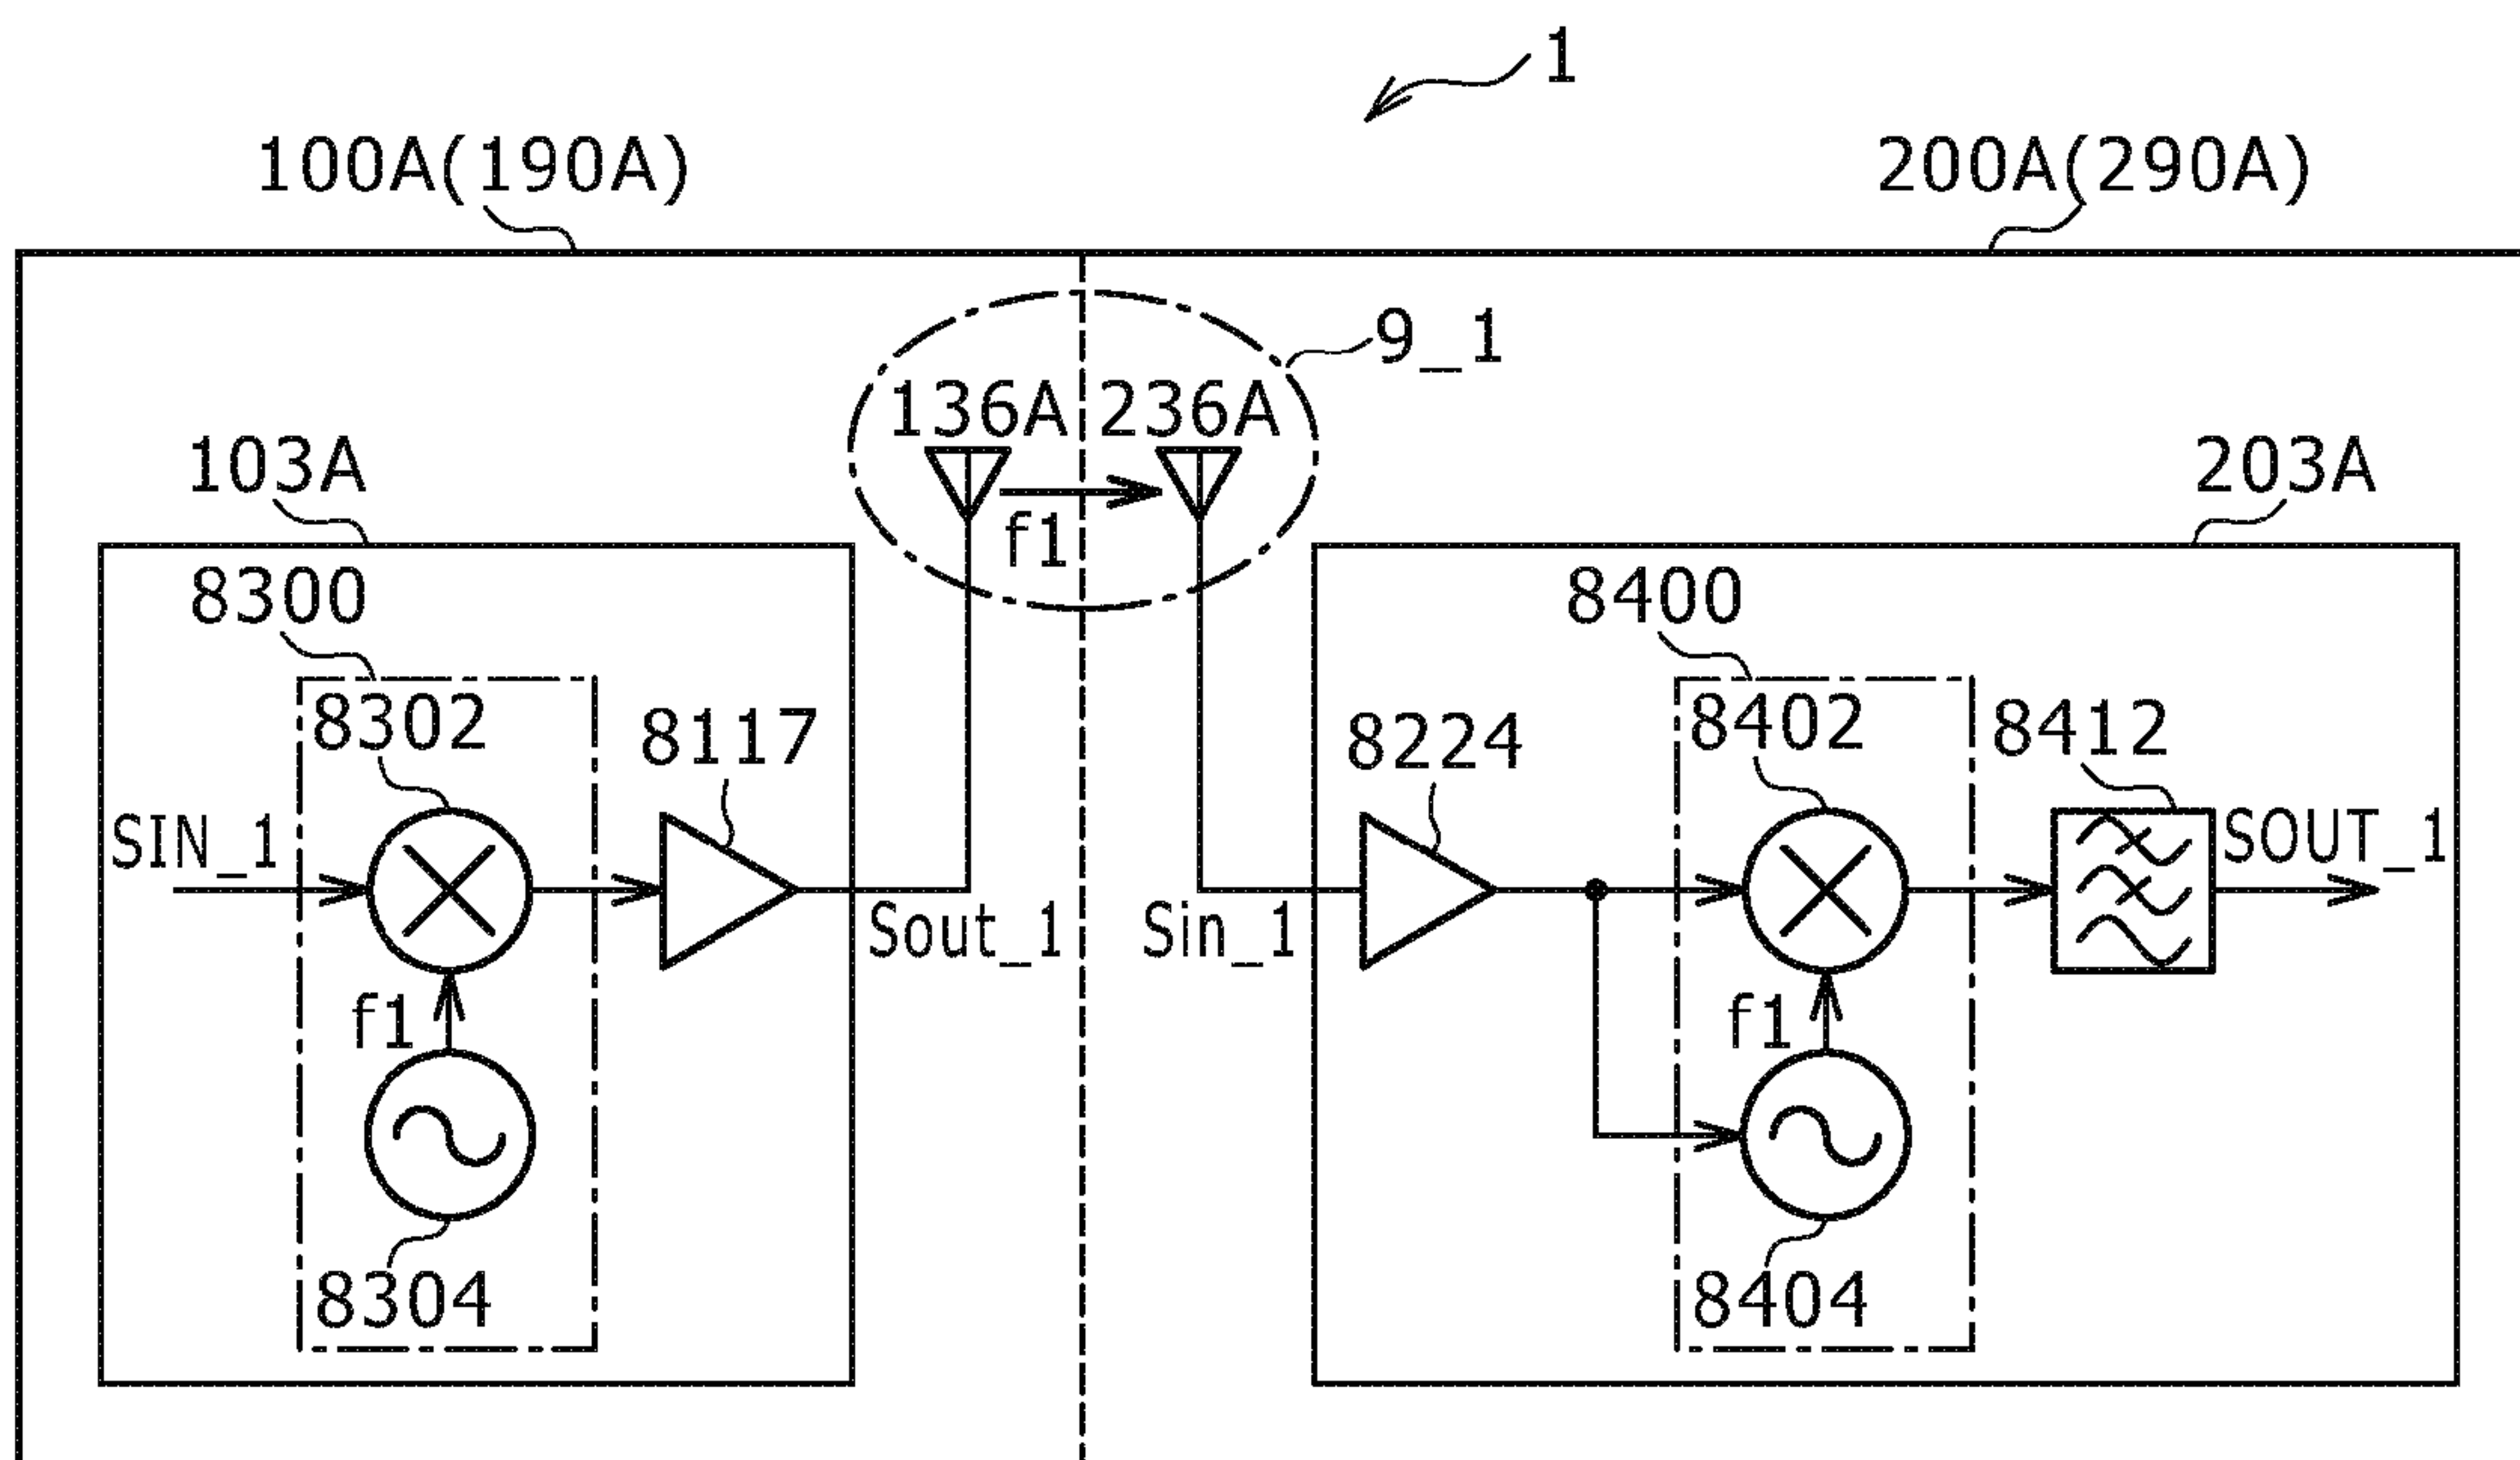 1
100A(190A) 200A(290A)
9_1
136A 236A
103A 203A
f1
8300 8400
8302 8402
8117 8224 8412
SIN_1 SOUT_1
Sout_1 Sin_1
f1 f1
8304 8404